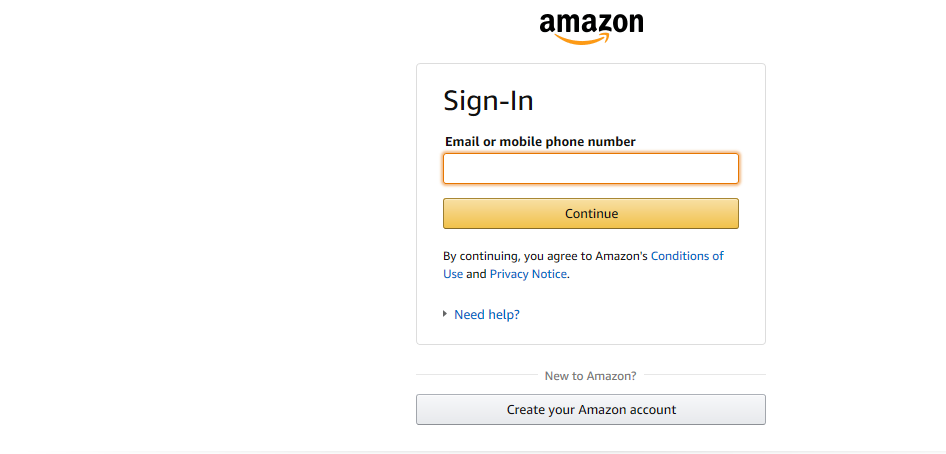 amazon
Sign-In
Email or mobile phone number
Continue
By continuing, you agree to Amazon's Conditions of
Use and Privacy Notice.
Need help?
New to Amazon?
Create your Amazon account